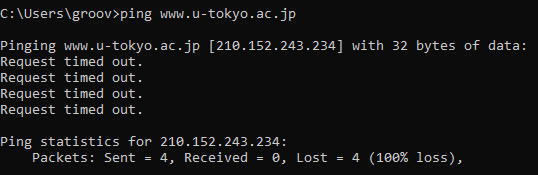 C:\Users\groov>ping www.u-tokyo.ac.jp
Pinging www.u-tokyo.ac.jp [210.152.243.234] with 32 bytes of data:
Request timed out.
Request timed out.
Request timed out.
Request timed out.
Ping statistics for 210.152.243.234:
    Packets: Sent = 4, Received = 0, Lost = 4 (100% loss),